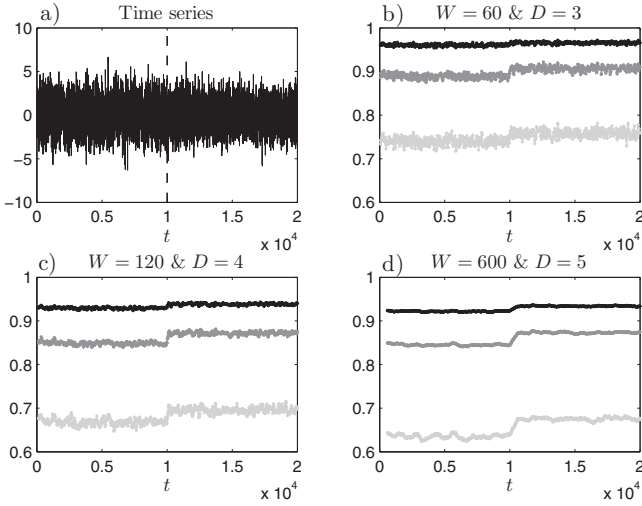 a) Time series
10
5
0
−5
−10
0 0.5 1 1.5 2
t
x 10^4
b) W = 60 & D = 3
1
0.9
0.8
0.7
0.6
0 0.5 1 1.5 2
t
x 10^4
c) W = 120 & D = 4
1
0.9
0.8
0.7
0.6
0 0.5 1 1.5 2
t
x 10^4
d) W = 600 & D = 5
1
0.9
0.8
0.7
0.6
0 0.5 1 1.5 2
t
x 10^4